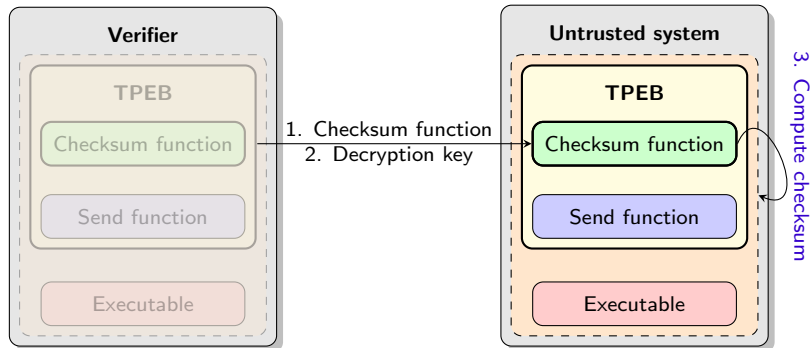 Verifier
TPEB
Checksum function
Send function
Executable
1. Checksum function
2. Decryption key
Untrusted system
TPEB
Checksum function
Send function
Executable
3. Compute checksum